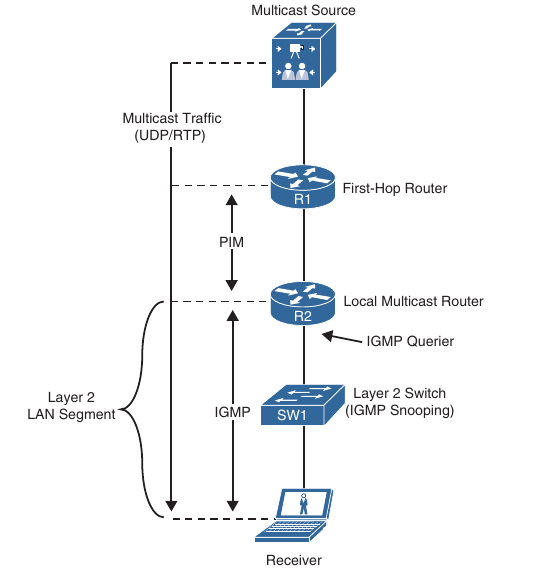 Multicast Source
Multicast Traffic
(UDP/RTP)
R1
First-Hop Router
PIM
R2
Local Multicast Router
IGMP Querier
Layer 2
LAN Segment
IGMP
SW1
Layer 2 Switch
(IGMP Snooping)
Receiver